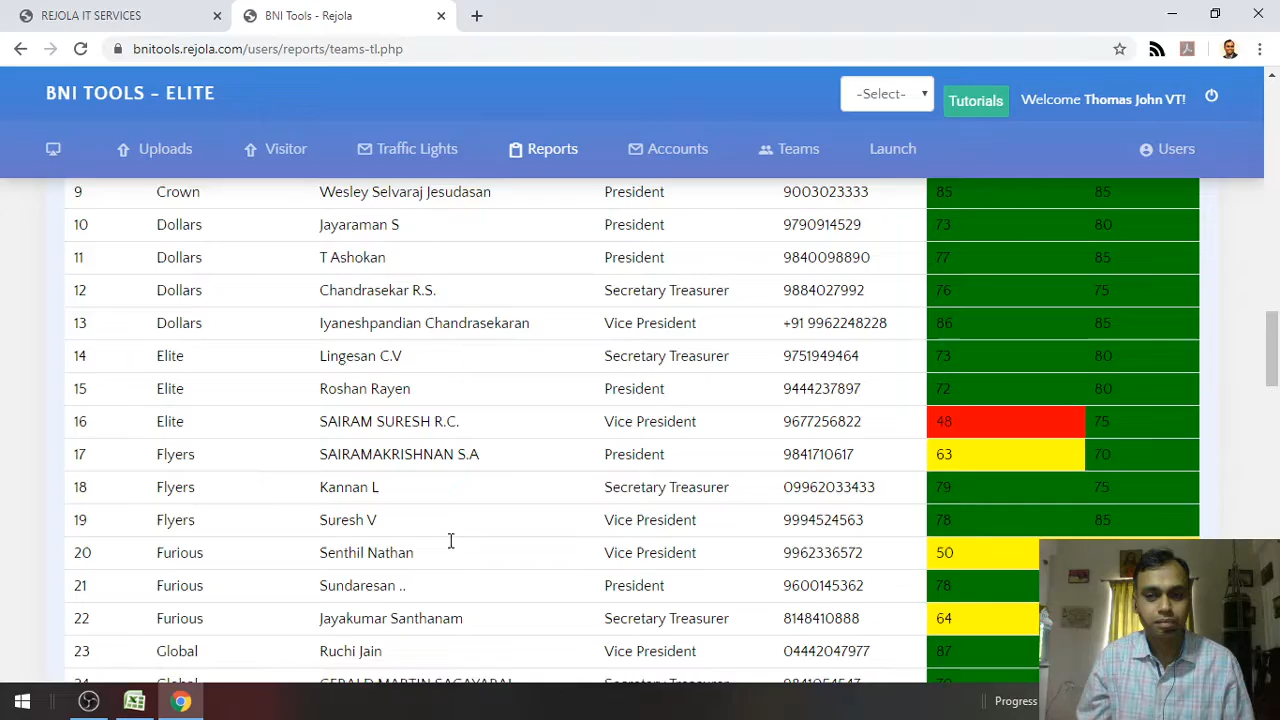 REJOLA IT SERVICES
BNI Tools - Rejola
bnitools.rejola.com/users/reports/teams-tl.php
BNI TOOLS - ELITE
-Select-
Tutorials
Welcome Thomas John VT!
Uploads
Visitor
Traffic Lights
Reports
Accounts
Teams
Launch
Users
9 Crown Wesley Selvaraj Jesudasan President 9003023333 85 85
10 Dollars Jayaraman S President 9790914529 73 80
11 Dollars T Ashokan President 9840098890 77 85
12 Dollars Chandrasekar R.S. Secretary Treasurer 9884027992 76 75
13 Dollars Iyaneshpandian Chandrasekaran Vice President +91 9962248228 86 85
14 Elite Lingesan C.V Secretary Treasurer 9751949464 73 80
15 Elite Roshan Rayen President 9444237897 72 80
16 Elite SAIRAM SURESH R.C. Vice President 9677256822 48 75
17 Flyers SAIRAMAKRISHNAN S.A President 9841710617 63 70
18 Flyers Kannan L Secretary Treasurer 09962033433 79 75
19 Flyers Suresh V Vice President 9994524563 78 85
20 Furious Senthil Nathan Vice President 9962336572 50
21 Furious Sundaresan .. President 9600145362 78
22 Furious Jayakumar Santhanam Secretary Treasurer 8148410888 64
23 Global Ruchi Jain Vice President 04442047977 87
Progress